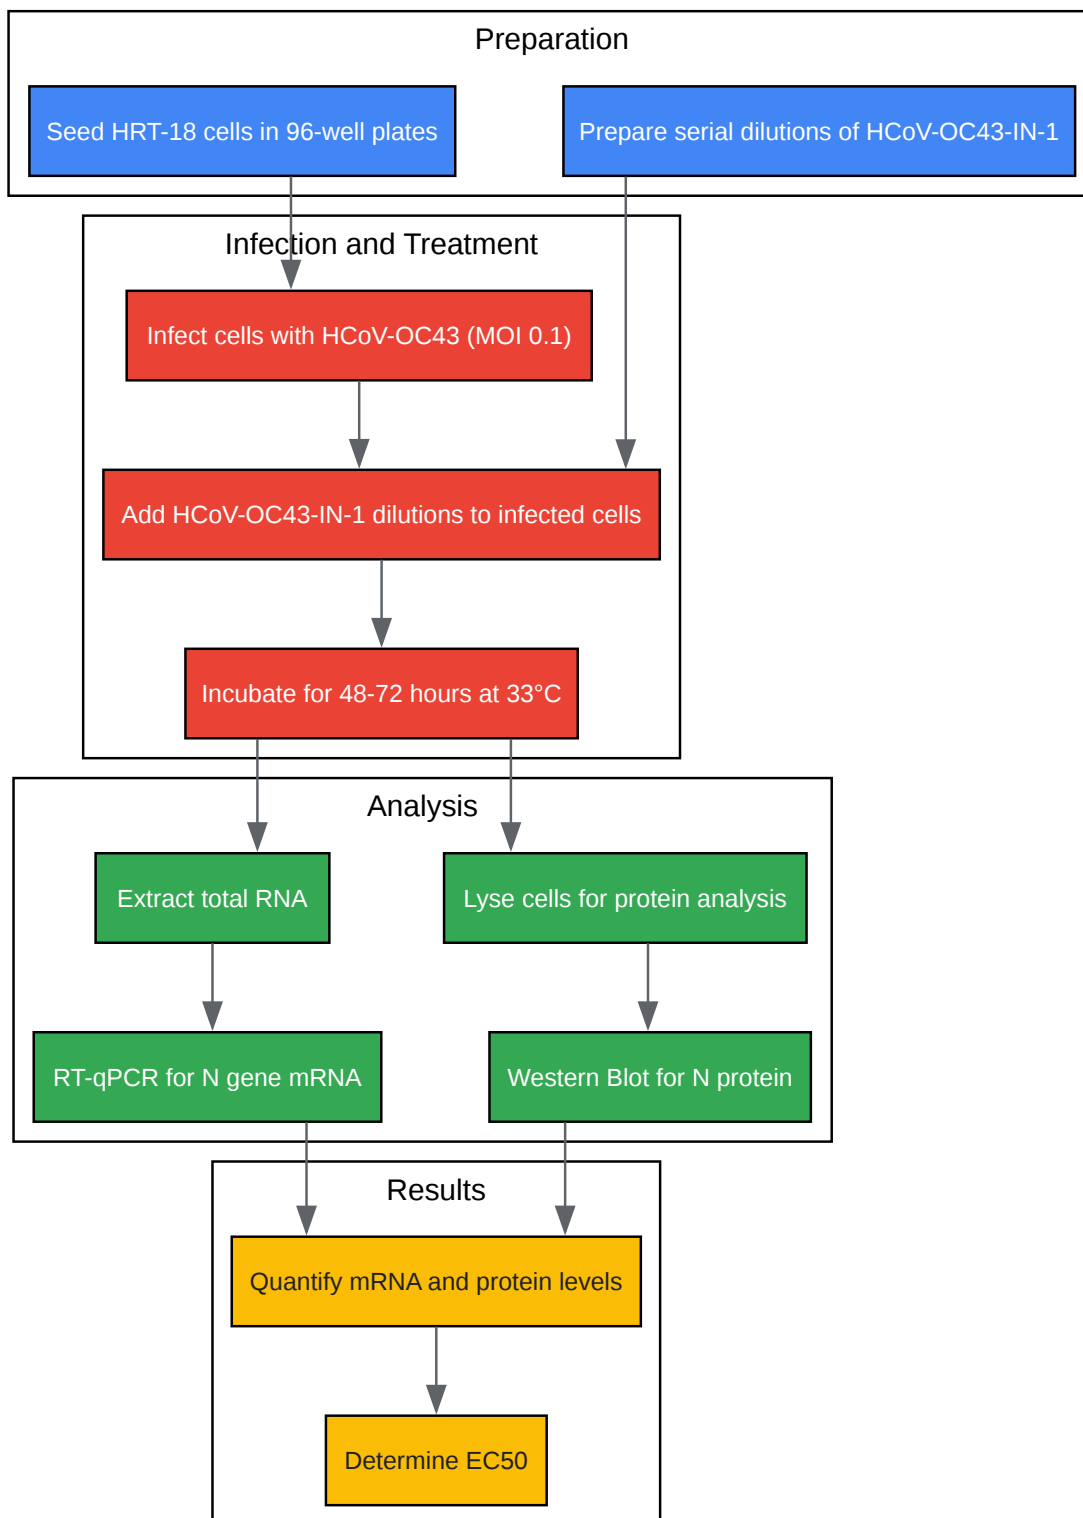 Preparation
Seed HRT-18 cells in 96-well plates
Prepare serial dilutions of HCoV-OC43-IN-1
Infection and Treatment
Infect cells with HCoV-OC43 (MOI 0.1)
Add HCoV-OC43-IN-1 dilutions to infected cells
Incubate for 48-72 hours at 33°C
Analysis
Extract total RNA
Lyse cells for protein analysis
RT-qPCR for N gene mRNA
Western Blot for N protein
Results
Quantify mRNA and protein levels
Determine EC50